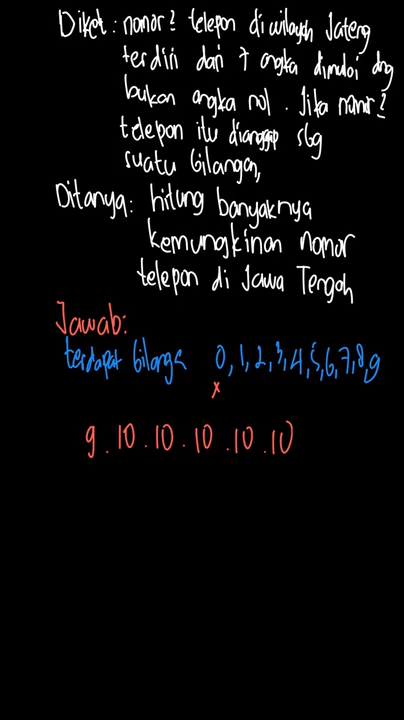 Diket : nomor2 telepon di wilayah Jateng
terdiri dari 7 angka dimulai dng
bukan angka nol. Jika nomor2
telepon itu dianggap sbg
suatu bilangan,
Ditanya : hitung banyaknya
kemungkinan nomor
telepon di Jawa Tengah
Jawab:
terdapat bilanga 0, 1, 2, 3, 4, 5, 6, 7, 8, 9
x
9 . 10 . 10 . 10 . 10 . 10